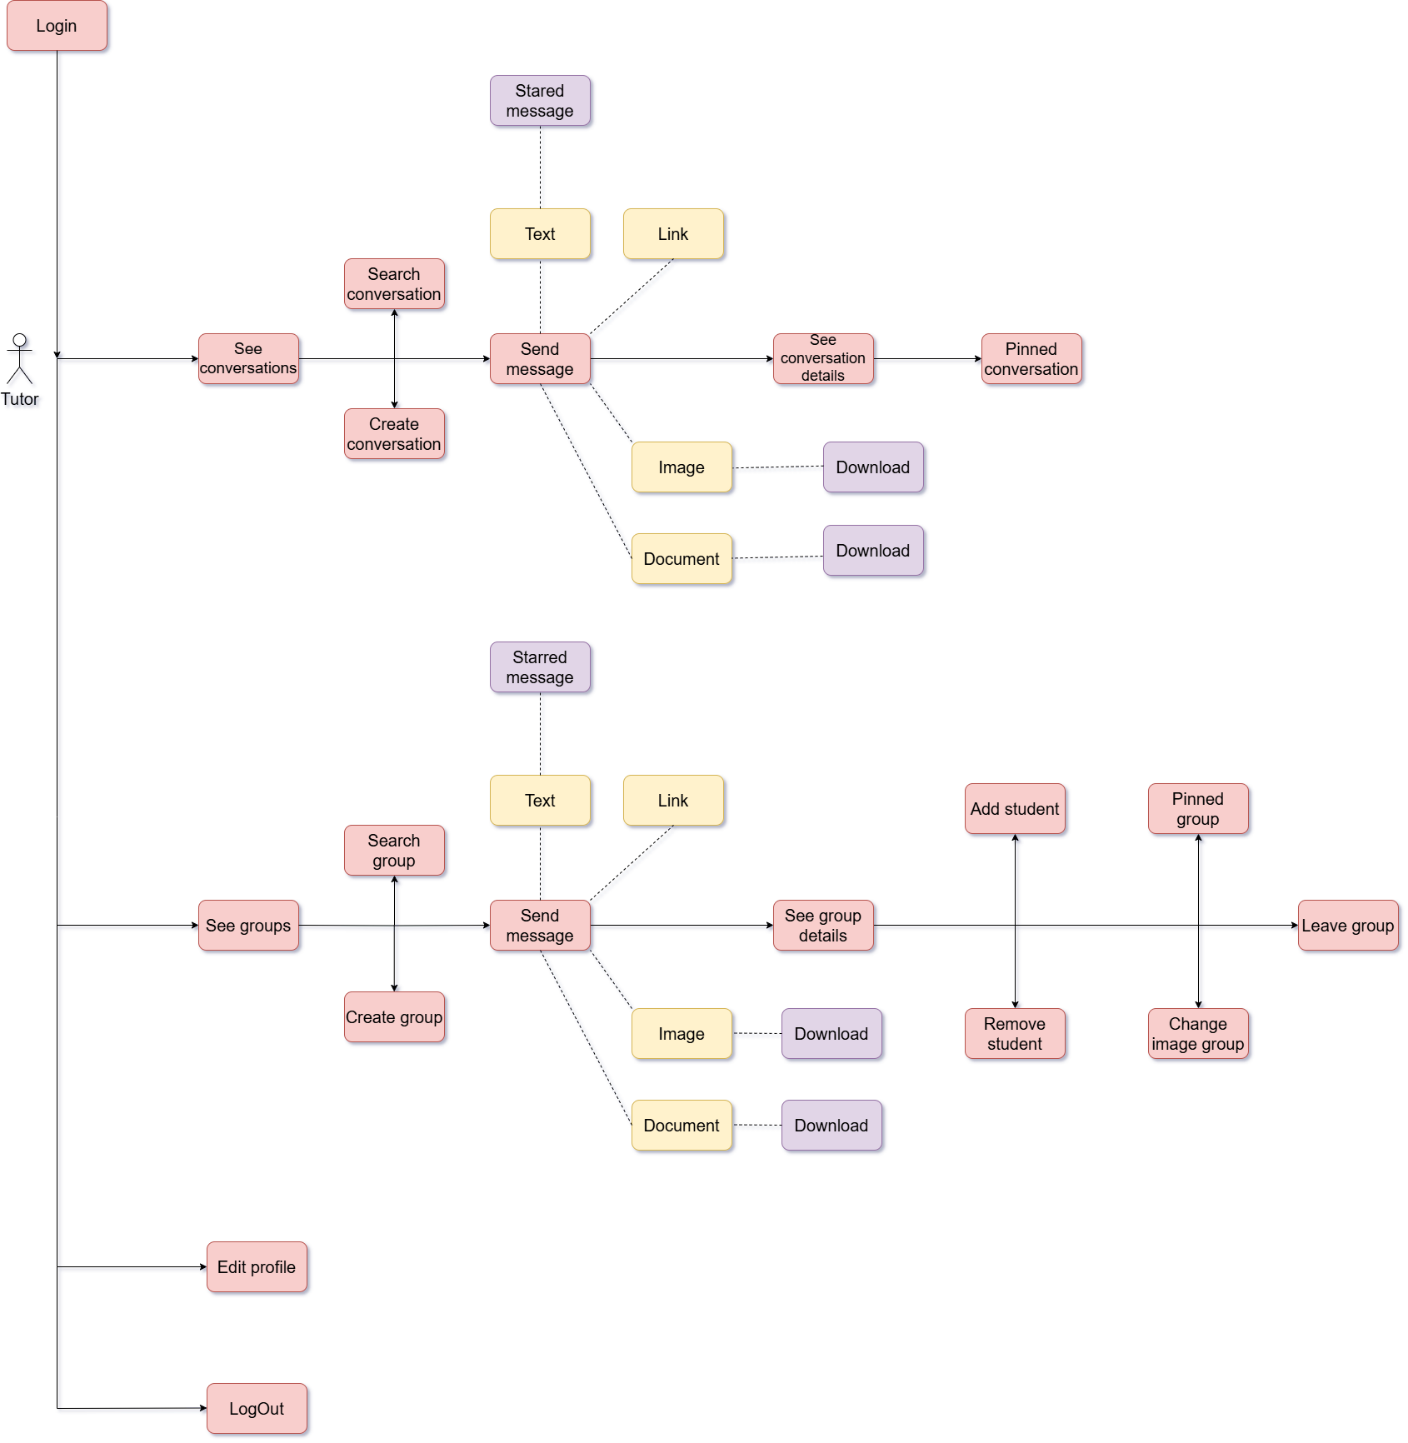 Login
Stared
message
Text
Link
Search
conversation
Tutor
See
conversations
Send
message
See
conversation
details
Pinned
conversation
Create
conversation
Image
Download
Document
Download
Starred
message
Text
Link
Add student
Pinned
group
Search
group
See groups
Send
message
See group
details
Leave group
Create group
Image
Download
Remove
student
Change
image group
Document
Download
Edit profile
LogOut